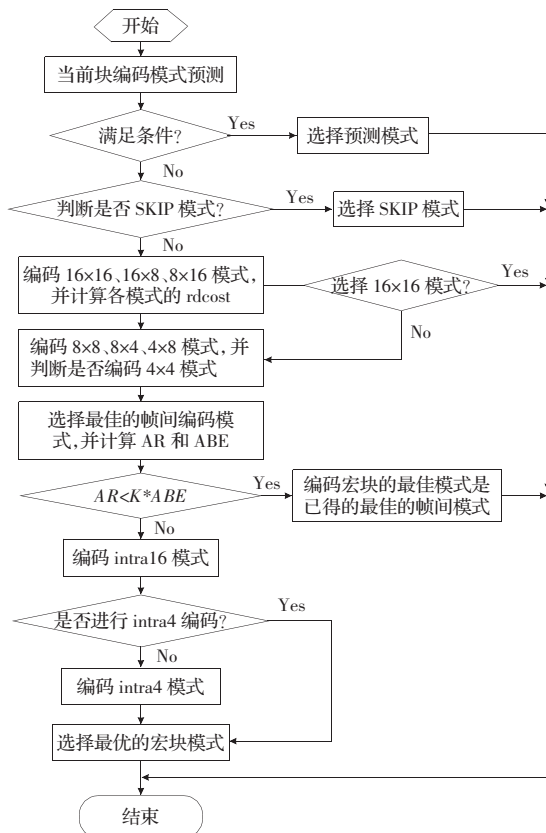 开始
当前块编码模式预测
满足条件?
Yes
选择预测模式
No
判断是否 SKIP 模式?
Yes
选择 SKIP 模式
No
编码 16×16、16×8、8×16 模式,
并计算各模式的 rdcost
选择 16×16 模式?
Yes
No
编码 8×8、8×4、4×8 模式,并
判断是否编码 4×4 模式
选择最佳的帧间编码模
式,并计算 AR 和 ABE
AR<K*ABE
Yes
编码宏块的最佳模式是
已得的最佳的帧间模式
No
编码 intra16 模式
是否进行 intra4 编码?
Yes
No
编码 intra4 模式
选择最优的宏块模式
结束